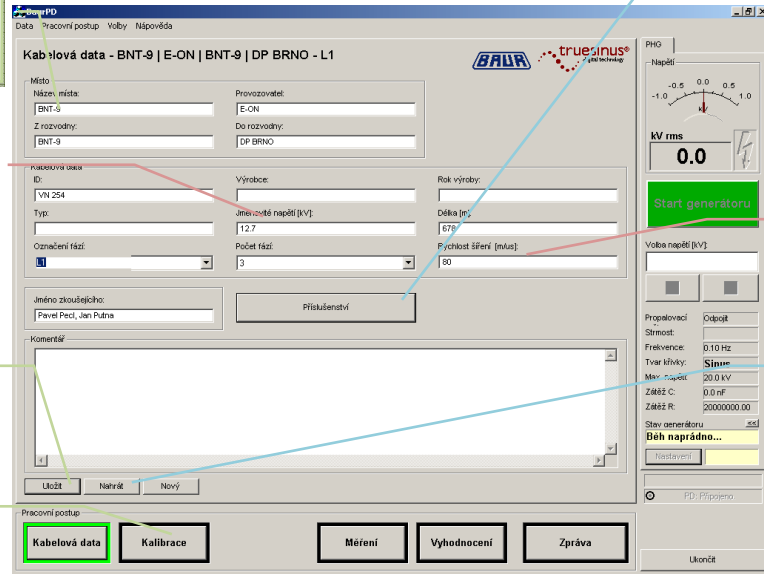 BaurPD
Data Pracovní postup Volby Nápověda
Kabelová data - BNT-9 | E-ON | BNT-9 | DP BRNO - L1
BAUR
truesinus®
digital technology
Místo
Název místa: Provozovatel:
BNT-9 E-ON
Z rozvodny: Do rozvodny:
BNT-9 DP BRNO
Kabelová data
ID: Výrobce: Rok výroby:
VN 254
Typ: Jmenovité napětí [kV]: Délka [m]:
12.7 678
Označení fází: Počet fází: Rychlost šíření [m/us]:
L1 3 80
Jméno zkoušejícího:
Pavel Pecl, Jan Putna
Příslušenství
Komentář
Uložit Nahrát Nový
Pracovní postup
Kabelová data Kalibrace Měření Vyhodnocení Zpráva
PHG
Napětí
-1.0 -0.5 0.0 0.5 1.0
kV
kV rms
0.0
Start generátoru
Volba napětí [kV]:
Propalovací Odpojit
Strmost:
Frekvence: 0.10 Hz
Tvar křivky: Sinus
Max. napětí 20.0 kV
Zátěž C: 0.0 nF
Zátěž R: 20000000.00
Stav generátoru <<
Běh naprádno...
Nastavení
PD: Připojeno
Ukončit